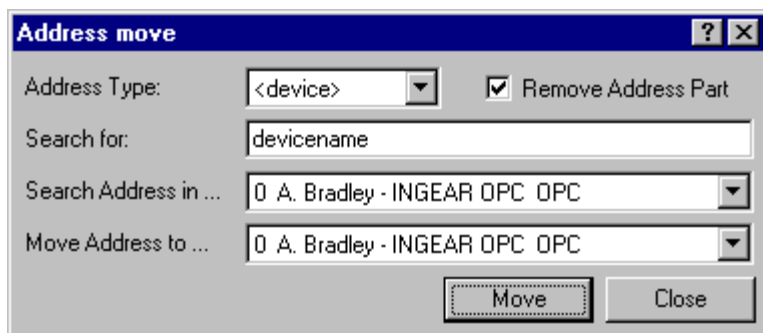 Address move
Address Type: <device> Remove Address Part
Search for: devicename
Search Address in ... 0 A. Bradley - INGEAR OPC OPC
Move Address to ... 0 A. Bradley - INGEAR OPC OPC
Move Close